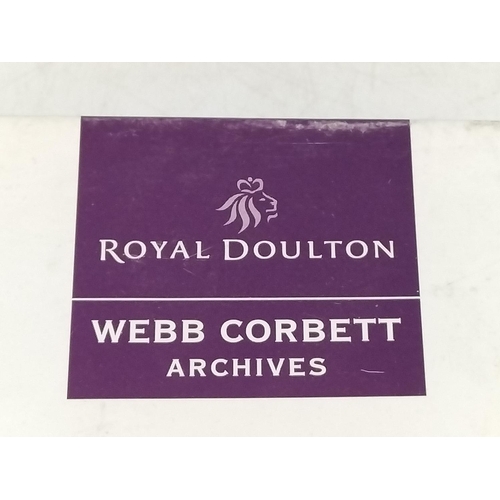 ROYAL DOULTON
WEBB CORBETT
ARCHIVES